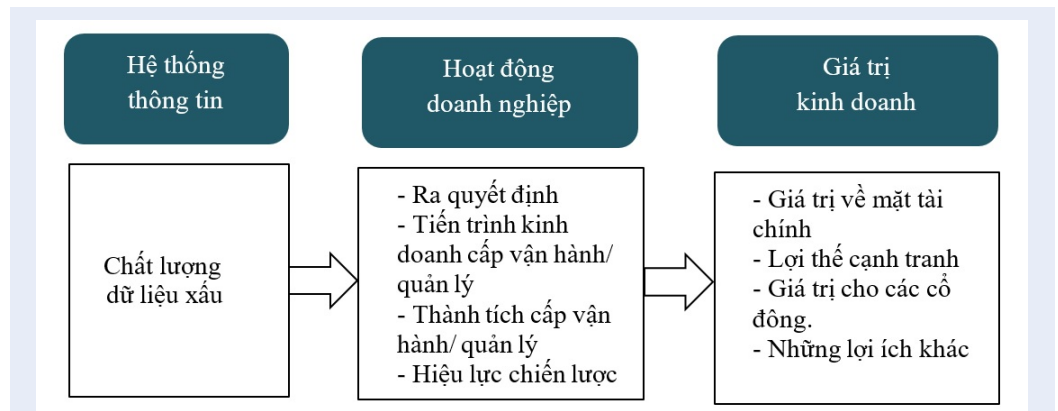 Hệ thống
thông tin
Hoạt động
doanh nghiệp
Giá trị
kinh doanh
Chất lượng
dữ liệu xấu
- Ra quyết định
- Tiến trình kinh
doanh cấp vận hành/
quản lý
- Thành tích cấp vận
hành/ quản lý
- Hiệu lực chiến lược
- Giá trị về mặt tài
chính
- Lợi thế cạnh tranh
- Giá trị cho các cổ
đông.
- Những lợi ích khác